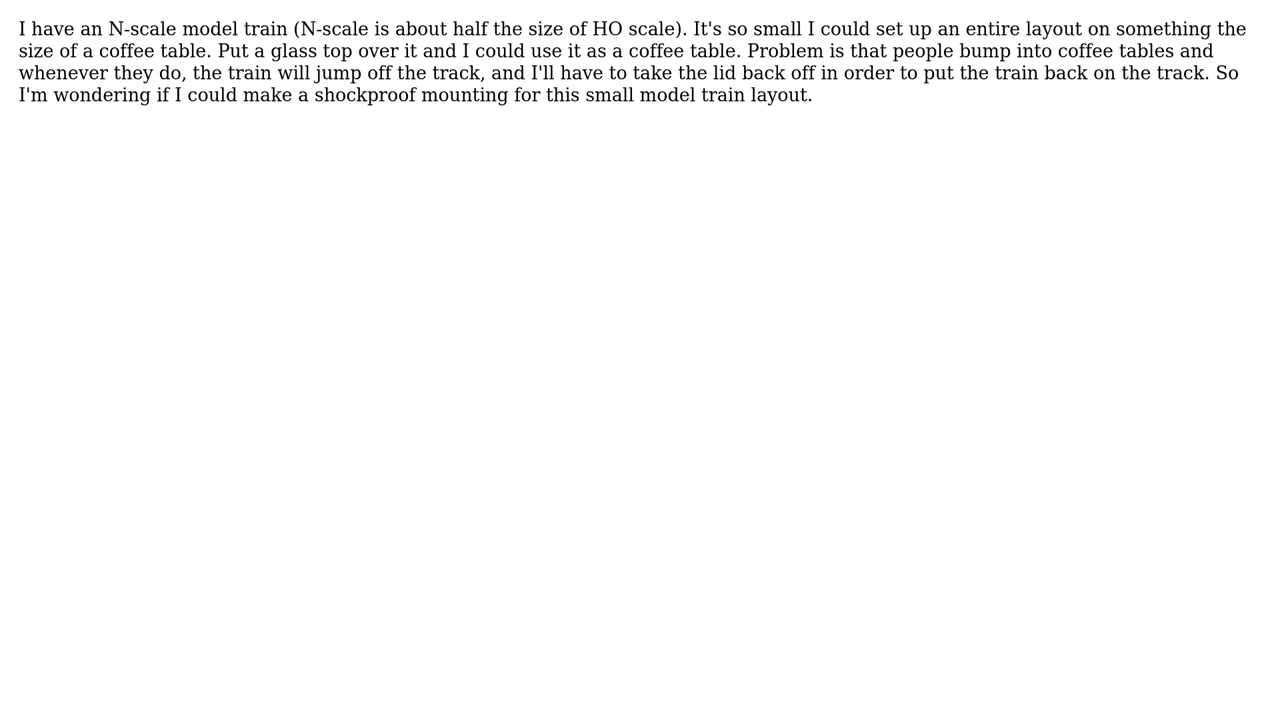 I have an N-scale model train (N-scale is about half the size of HO scale). It's so small I could set up an entire layout on something the
size of a coffee table. Put a glass top over it and I could use it as a coffee table. Problem is that people bump into coffee tables and
whenever they do, the train will jump off the track, and I'll have to take the lid back off in order to put the train back on the track. So
I'm wondering if I could make a shockproof mounting for this small model train layout.